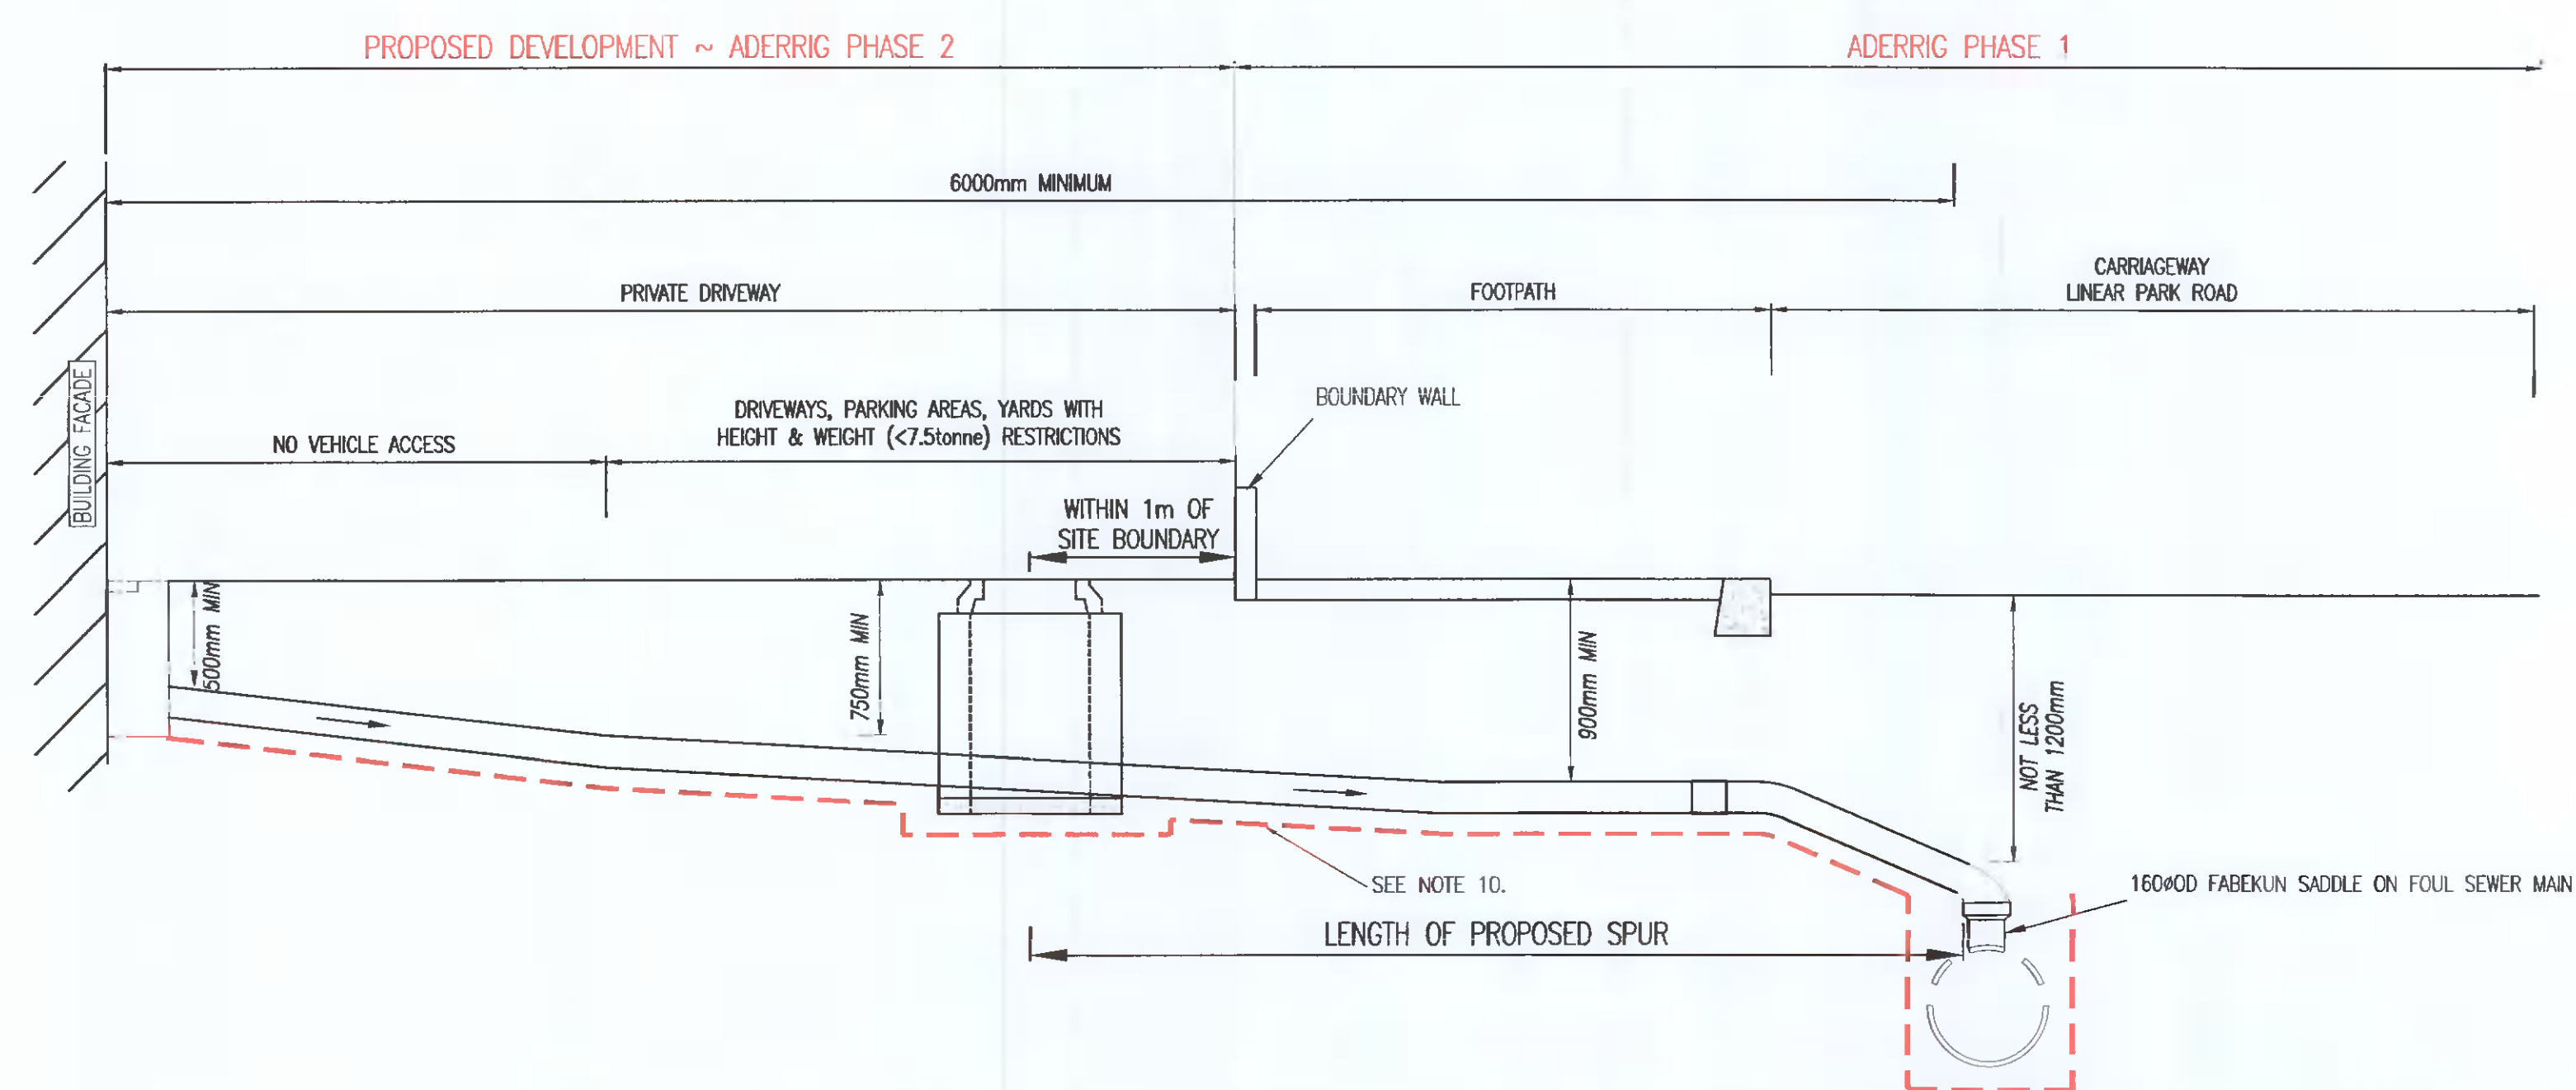 PROPOSED DEVELOPMENT ~ ADERRIG PHASE 2
ADERRIG PHASE 1
6000mm MINIMUM
PRIVATE DRIVEWAY
FOOTPATH
CARRIAGEWAY
LINEAR PARK ROAD
BUILDING FACADE
NO VEHICLE ACCESS
DRIVEWAYS, PARKING AREAS, YARDS WITH
HEIGHT & WEIGHT (<7.5tonne) RESTRICTIONS
BOUNDARY WALL
WITHIN 1m OF
SITE BOUNDARY
500mm MIN
750mm MIN
900mm MIN
NOT LESS
THAN 1200mm
SEE NOTE 10.
160øOD FABEKUN SADDLE ON FOUL SEWER MAIN
LENGTH OF PROPOSED SPUR